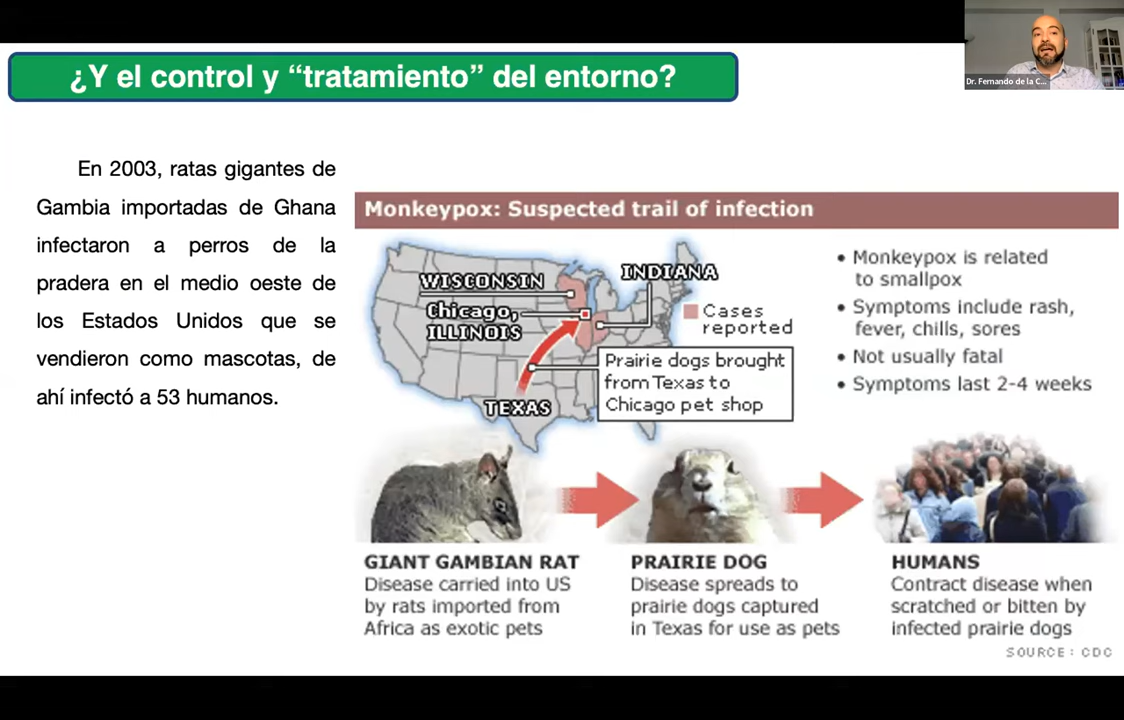 ¿Y el control y “tratamiento” del entorno?
Dr. Fernando de la C...
En 2003, ratas gigantes de
Gambia importadas de Ghana
infectaron a perros de la
pradera en el medio oeste de
los Estados Unidos que se
vendieron como mascotas, de
ahí infectó a 53 humanos.
Monkeypox: Suspected trail of infection
WISCONSIN
Chicago,
ILLINOIS
INDIANA
Cases
reported
Prairie dogs brought
from Texas to
Chicago pet shop
TEXAS
• Monkeypox is related
to smallpox
• Symptoms include rash,
fever, chills, sores
• Not usually fatal
• Symptoms last 2-4 weeks
GIANT GAMBIAN RAT
Disease carried into US
by rats imported from
Africa as exotic pets
PRAIRIE DOG
Disease spreads to
prairie dogs captured
in Texas for use as pets
HUMANS
Contract disease when
scratched or bitten by
infected prairie dogs
SOURCE: CDC